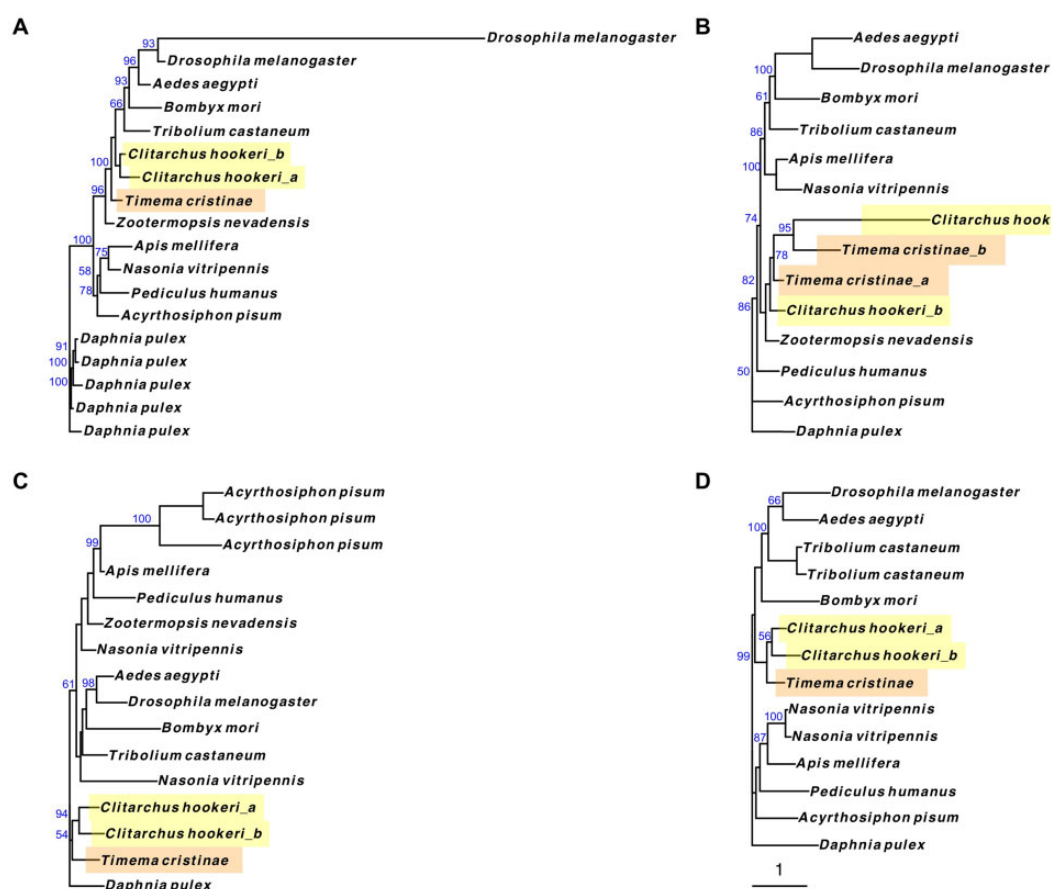 A
93
Drosophila melanogaster
96
Drosophila melanogaster
93
Aedes aegypti
66
Bombyx mori
Tribolium castaneum
100
Clitarchus hookeri_b
Clitarchus hookeri_a
96
Timema cristinae
Zootermopsis nevadensis
100
75
Apis mellifera
58
Nasonia vitripennis
78
Pediculus humanus
Acyrthosiphon pisum
Daphnia pulex
91
100
Daphnia pulex
100
Daphnia pulex
Daphnia pulex
Daphnia pulex
B
Aedes aegypti
100
Drosophila melanogaster
61
Bombyx mori
86
Tribolium castaneum
100
Apis mellifera
Nasonia vitripennis
74
95
Clitarchus hook
78
Timema cristinae_b
82
Timema cristinae_a
86
Clitarchus hookeri_b
Zootermopsis nevadensis
50
Pediculus humanus
Acyrthosiphon pisum
Daphnia pulex
C
Acyrthosiphon pisum
100
Acyrthosiphon pisum
99
Acyrthosiphon pisum
Apis mellifera
Pediculus humanus
Zootermopsis nevadensis
Nasonia vitripennis
61
98
Aedes aegypti
Drosophila melanogaster
Bombyx mori
Tribolium castaneum
Nasonia vitripennis
94
Clitarchus hookeri_a
54
Clitarchus hookeri_b
Timema cristinae
Daphnia pulex
D
66
Drosophila melanogaster
100
Aedes aegypti
Tribolium castaneum
Tribolium castaneum
Bombyx mori
56
Clitarchus hookeri_a
99
Clitarchus hookeri_b
Timema cristinae
100
Nasonia vitripennis
87
Nasonia vitripennis
Apis mellifera
Pediculus humanus
Acyrthosiphon pisum
Daphnia pulex
1